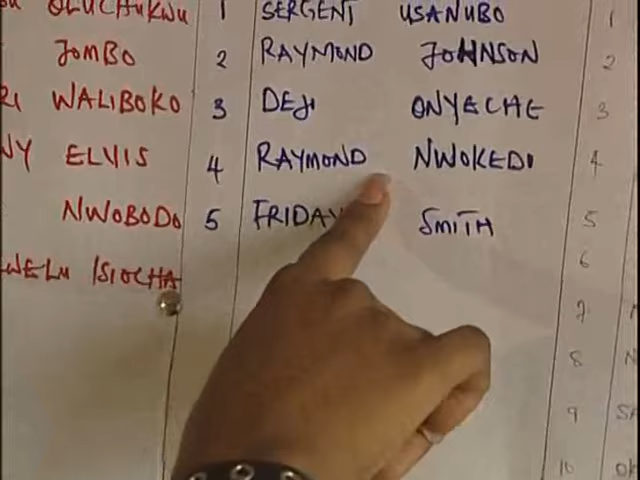 OLUCHUKWU 1 SERGENT USANUBO 1
JOMBO 2 RAYMOND JOHNSON 2
WALIBOKO 3 DEJI ONYECHE 3
ELVIS 4 RAYMOND NWOKEDI 4
NWOBODO 5 FRIDAY SMITH 5
ISIOCHA 6
7
8
9
10